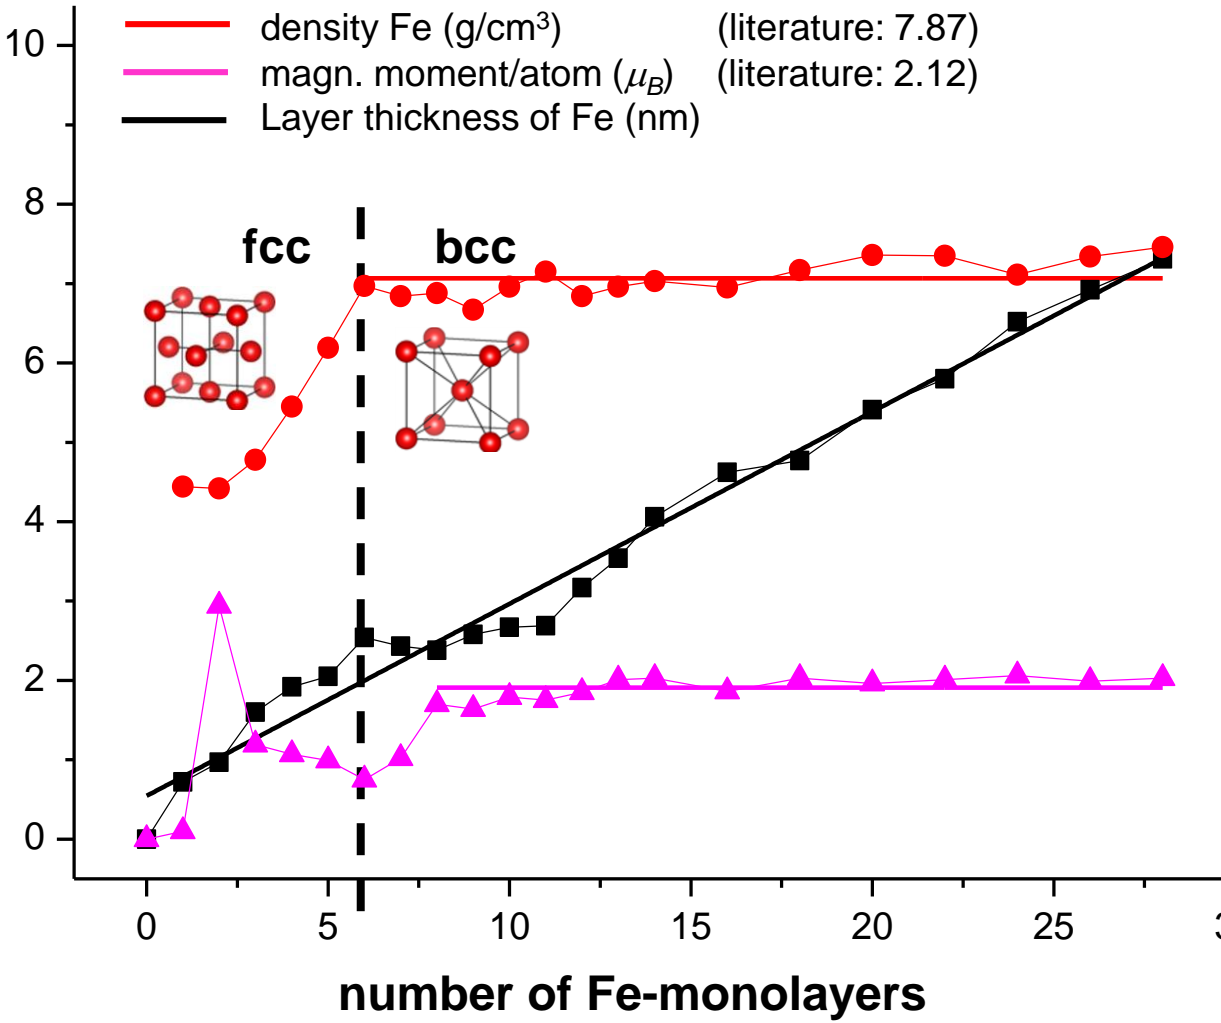 density Fe (g/cm³) (literature: 7.87)
magn. moment/atom (μB) (literature: 2.12)
Layer thickness of Fe (nm)
10
8
fcc bcc
6
4
2
0
0 5 10 15 20 25
number of Fe-monolayers